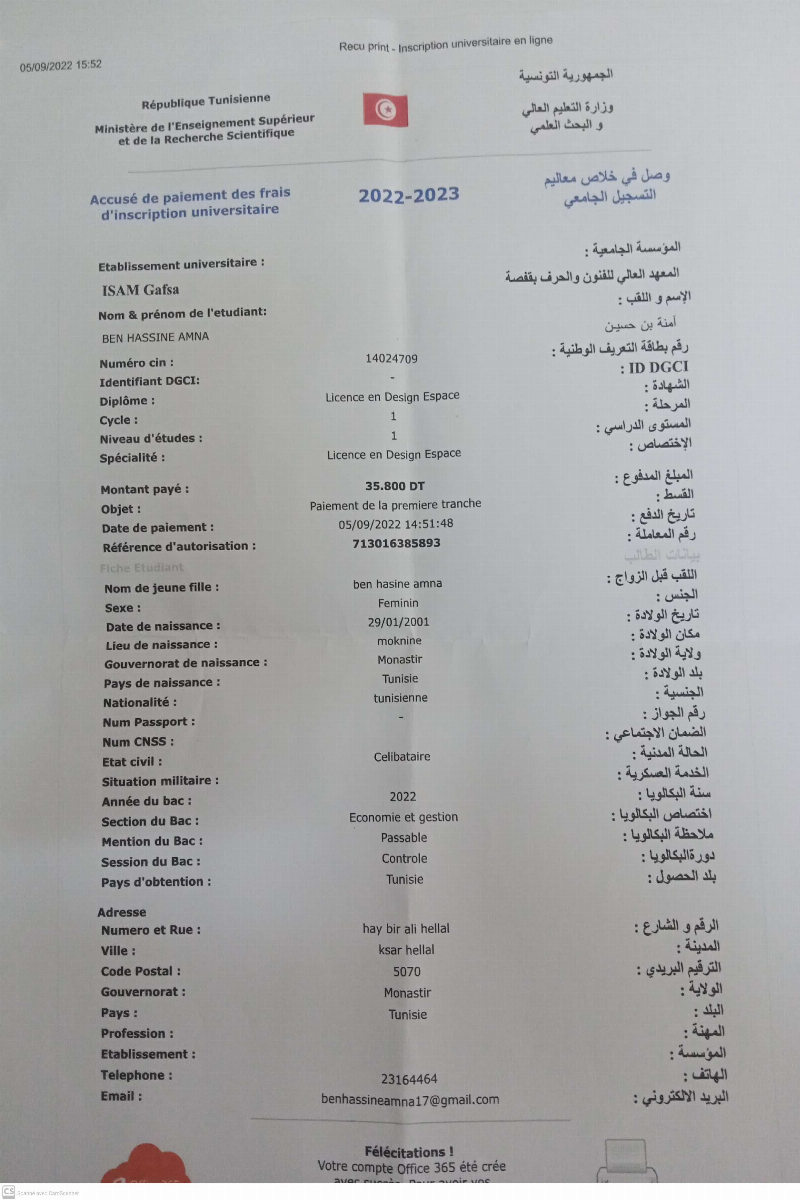 Recu print - Inscription universitaire en ligne
05/09/2022 15:52
République Tunisienne
Ministère de l'Enseignement Supérieur
et de la Recherche Scientifique
الجمهورية التونسية
وزارة التعليم العالي
و البحث العلمي
Accusé de paiement des frais
d'inscription universitaire
2022-2023
وصل في خلاص معاليم
التسجيل الجامعي
Etablissement universitaire : المؤسسة الجامعية :
ISAM Gafsa المعهد العالي للفنون والحرف بقفصة
Nom & prénom de l'etudiant: الإسم و اللقب :
BEN HASSINE AMNA آمنة بن حسين
Numéro cin : 14024709 رقم بطاقة التعريف الوطنية :
Identifiant DGCI: - ID DGCI :
Diplôme : Licence en Design Espace الشهادة :
Cycle : 1 المرحلة :
Niveau d'études : 1 المستوى الدراسي :
Spécialité : Licence en Design Espace الإختصاص :
Montant payé : 35.800 DT المبلغ المدفوع :
Objet : Paiement de la premiere tranche القسط :
Date de paiement : 05/09/2022 14:51:48 تاريخ الدفع :
Référence d'autorisation : 713016385893 رقم المعاملة :
Fiche Etudiant بيانات الطالب
Nom de jeune fille : ben hasine amna اللقب قبل الزواج :
Sexe : Feminin الجنس :
Date de naissance : 29/01/2001 تاريخ الولادة :
Lieu de naissance : moknine مكان الولادة :
Gouvernorat de naissance : Monastir ولاية الولادة :
Pays de naissance : Tunisie بلد الولادة :
Nationalité : tunisienne الجنسية :
Num Passport : - رقم الجواز :
Num CNSS : الضمان الاجتماعي :
Etat civil : Celibataire الحالة المدنية :
Situation militaire : الخدمة العسكرية :
Année du bac : 2022 سنة البكالويا :
Section du Bac : Economie et gestion اختصاص البكالويا :
Mention du Bac : Passable ملاحظة البكالويا :
Session du Bac : Controle دورةالبكالويا :
Pays d'obtention : Tunisie بلد الحصول :
Adresse
Numero et Rue : hay bir ali hellal الرقم و الشارع :
Ville : ksar hellal المدينة :
Code Postal : 5070 الترقيم البريدي :
Gouvernorat : Monastir الولاية :
Pays : Tunisie البلد :
Profession : المهنة :
Etablissement : المؤسسة :
Telephone : 23164464 الهاتف :
Email : benhassineamna17@gmail.com البريد الالكتروني :
Félécitations !
Votre compte Office 365 été crée
avec succès. Pour avoir vos
CS Scanné avec CamScanner